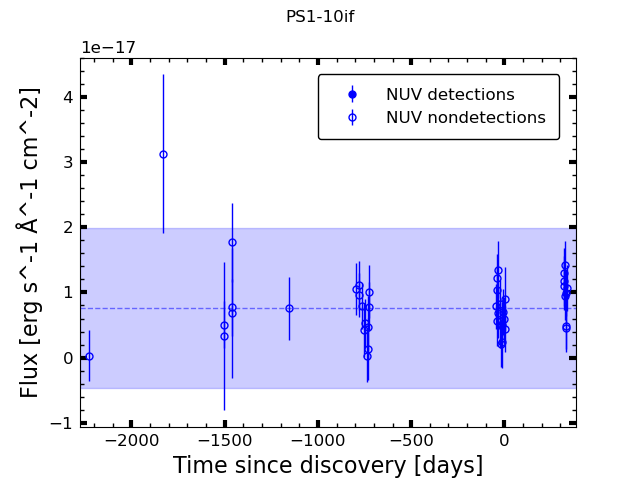 PS1-10if
1e−17
NUV detections
NUV nondetections
4
3
2
1
0
−1
Flux [erg s^-1 Å^-1 cm^-2]
−2000 −1500 −1000 −500 0
Time since discovery [days]